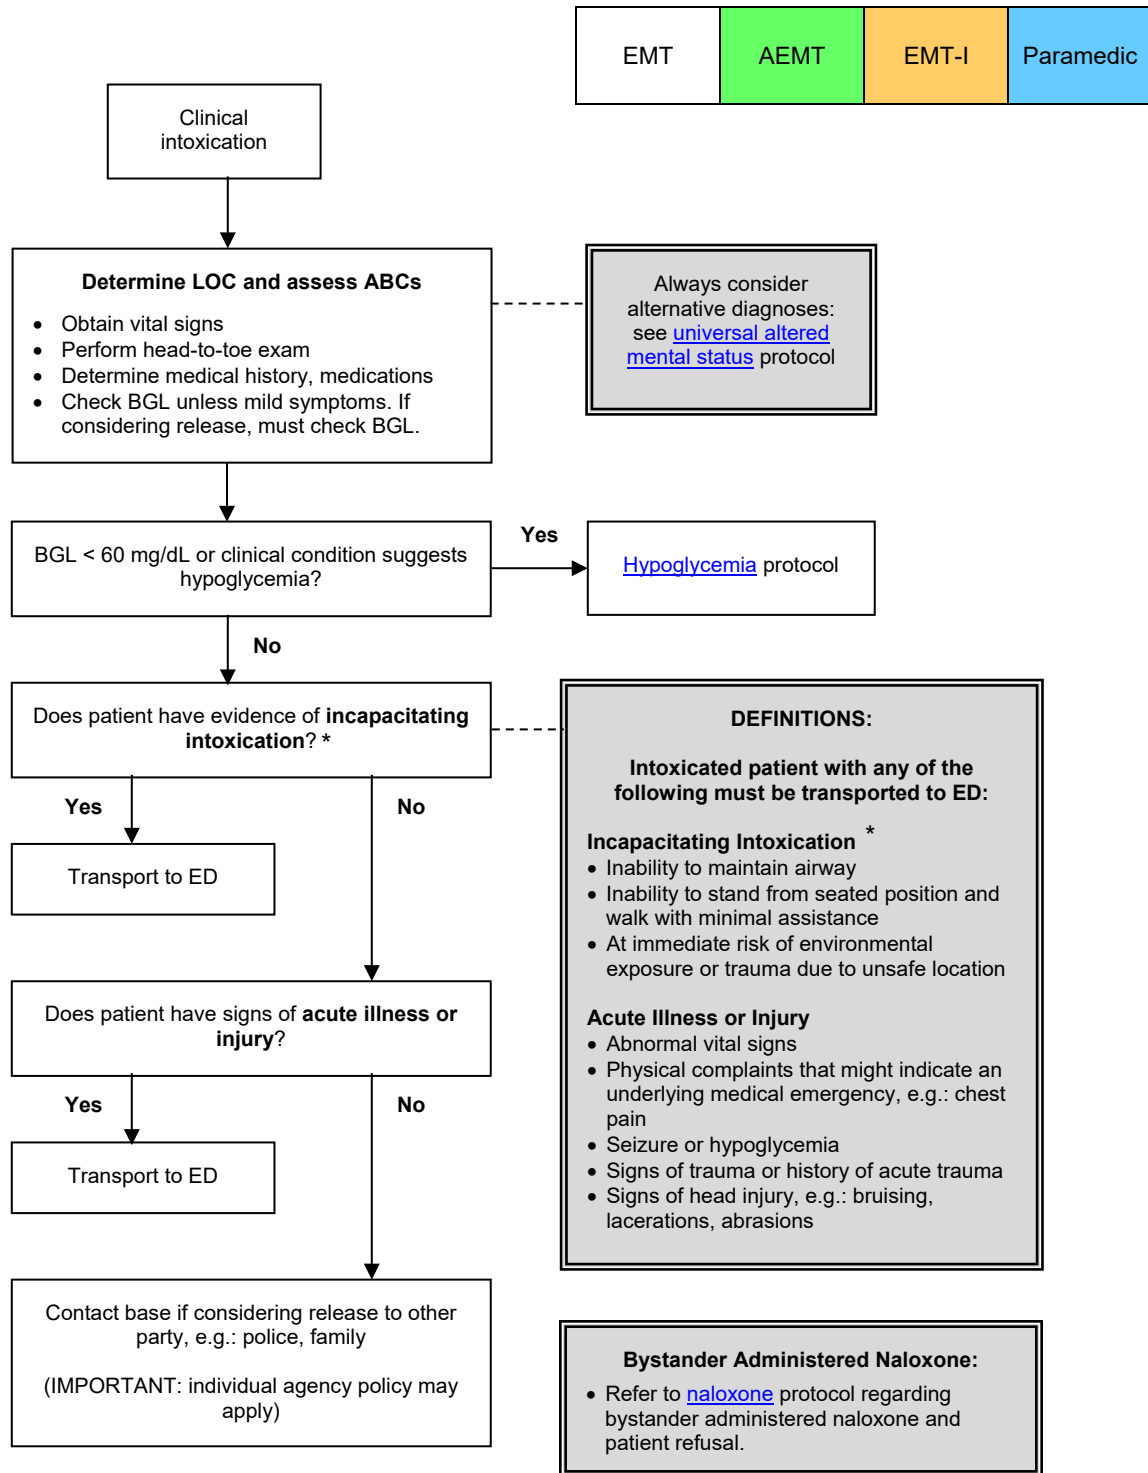 EMT AEMT EMT-I Paramedic
Clinical
intoxication
Determine LOC and assess ABCs
• Obtain vital signs
• Perform head-to-toe exam
• Determine medical history, medications
• Check BGL unless mild symptoms. If
considering release, must check BGL.
Always consider
alternative diagnoses:
see universal altered
mental status protocol
BGL < 60 mg/dL or clinical condition suggests
hypoglycemia?
Yes
Hypoglycemia protocol
No
Does patient have evidence of incapacitating
intoxication? *
Yes
No
Transport to ED
Does patient have signs of acute illness or
injury?
Yes
No
Transport to ED
Contact base if considering release to other
party, e.g.: police, family
(IMPORTANT: individual agency policy may
apply)
DEFINITIONS:
Intoxicated patient with any of the
following must be transported to ED:
Incapacitating Intoxication *
• Inability to maintain airway
• Inability to stand from seated position and
walk with minimal assistance
• At immediate risk of environmental
exposure or trauma due to unsafe location
Acute Illness or Injury
• Abnormal vital signs
• Physical complaints that might indicate an
underlying medical emergency, e.g.: chest
pain
• Seizure or hypoglycemia
• Signs of trauma or history of acute trauma
• Signs of head injury, e.g.: bruising,
lacerations, abrasions
Bystander Administered Naloxone:
• Refer to naloxone protocol regarding
bystander administered naloxone and
patient refusal.